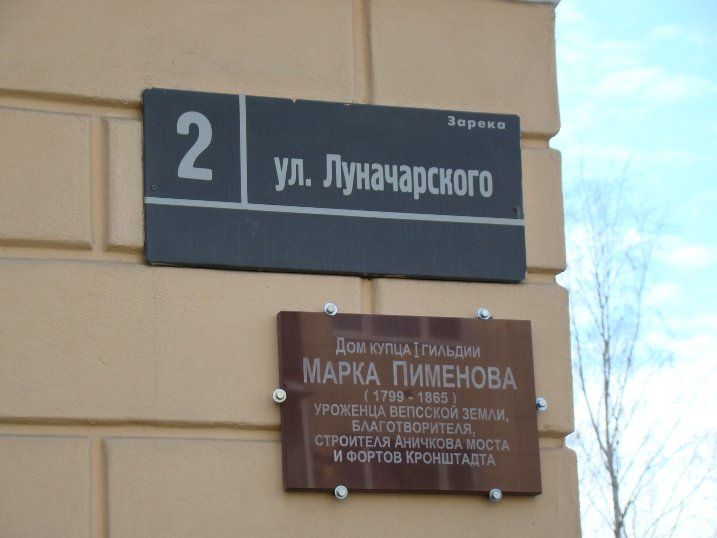 Зарека
2
ул. Луначарского
Дом купца I гильдии
МАРКА ПИМЕНОВА
( 1799 - 1865 )
УРОЖЕНЦА ВЕПССКОЙ ЗЕМЛИ,
БЛАГОТВОРИТЕЛЯ,
СТРОИТЕЛЯ АНИЧКОВА МОСТА
И ФОРТОВ КРОНШТАДТА